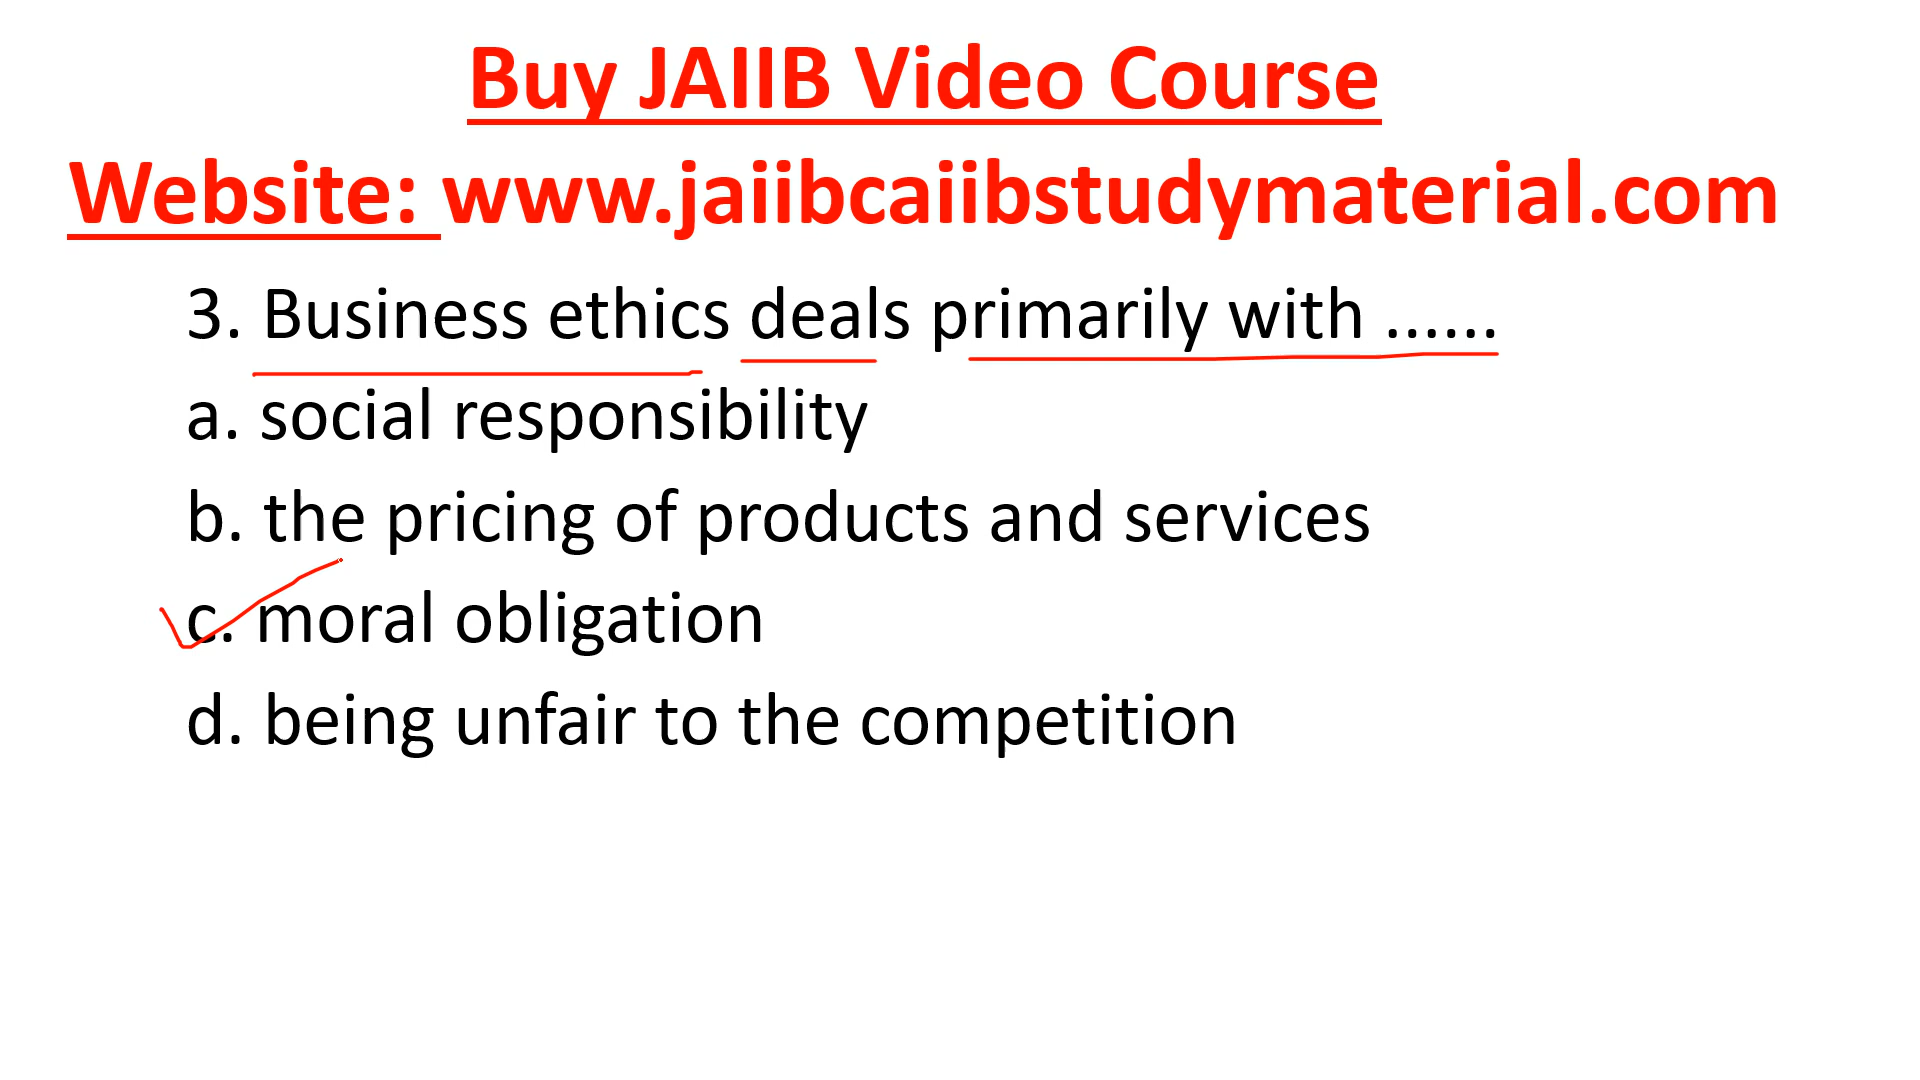 Buy JAIIB Video Course
Website: www.jaiibcaiibstudymaterial.com
3. Business ethics deals primarily with ......
a. social responsibility
b. the pricing of products and services
c. moral obligation
d. being unfair to the competition